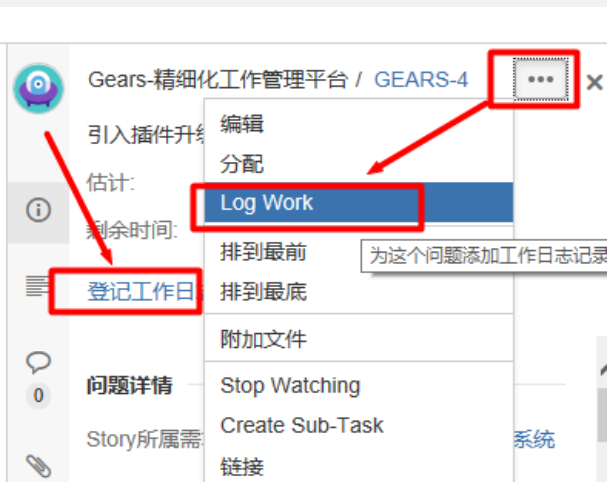 Gears-精细化工作管理平台 / GEARS-4 ••• ×
引入插件升
编辑
分配
估计:
Log Work
剩余时间:
排到最前
为这个问题添加工作日志记录
登记工作日
排到最底
附加文件
问题详情
Stop Watching
0
Create Sub-Task
Story所属需
系统
链接